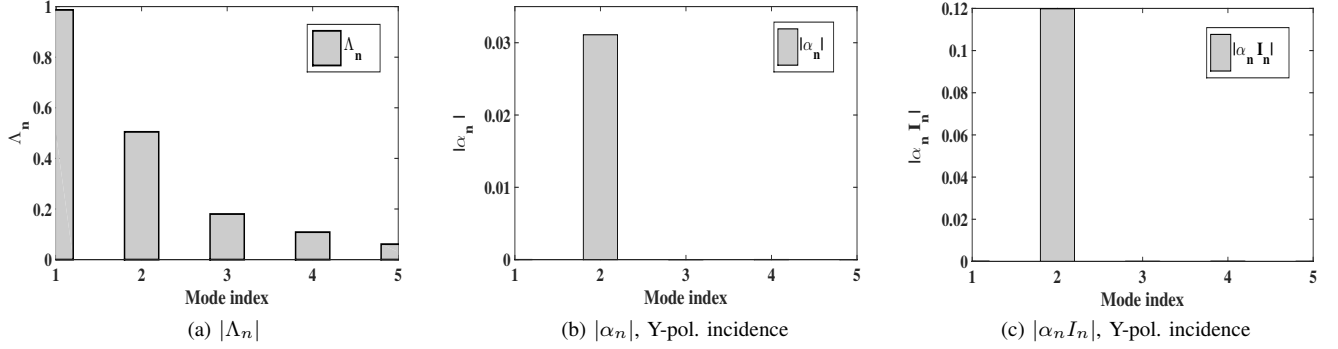 1
0.8
0.6
0.4
0.2
0
Λn
Λn
1 2 3 4 5
Mode index
(a) |Λn|
0.03
0.02
0.01
0
|αn|
|αn|
1 2 3 4 5
Mode index
(b) |αn|, Y-pol. incidence
0.12
0.1
0.08
0.06
0.04
0.02
0
|αn In|
|αn In|
1 2 3 4 5
Mode index
(c) |αnIn|, Y-pol. incidence